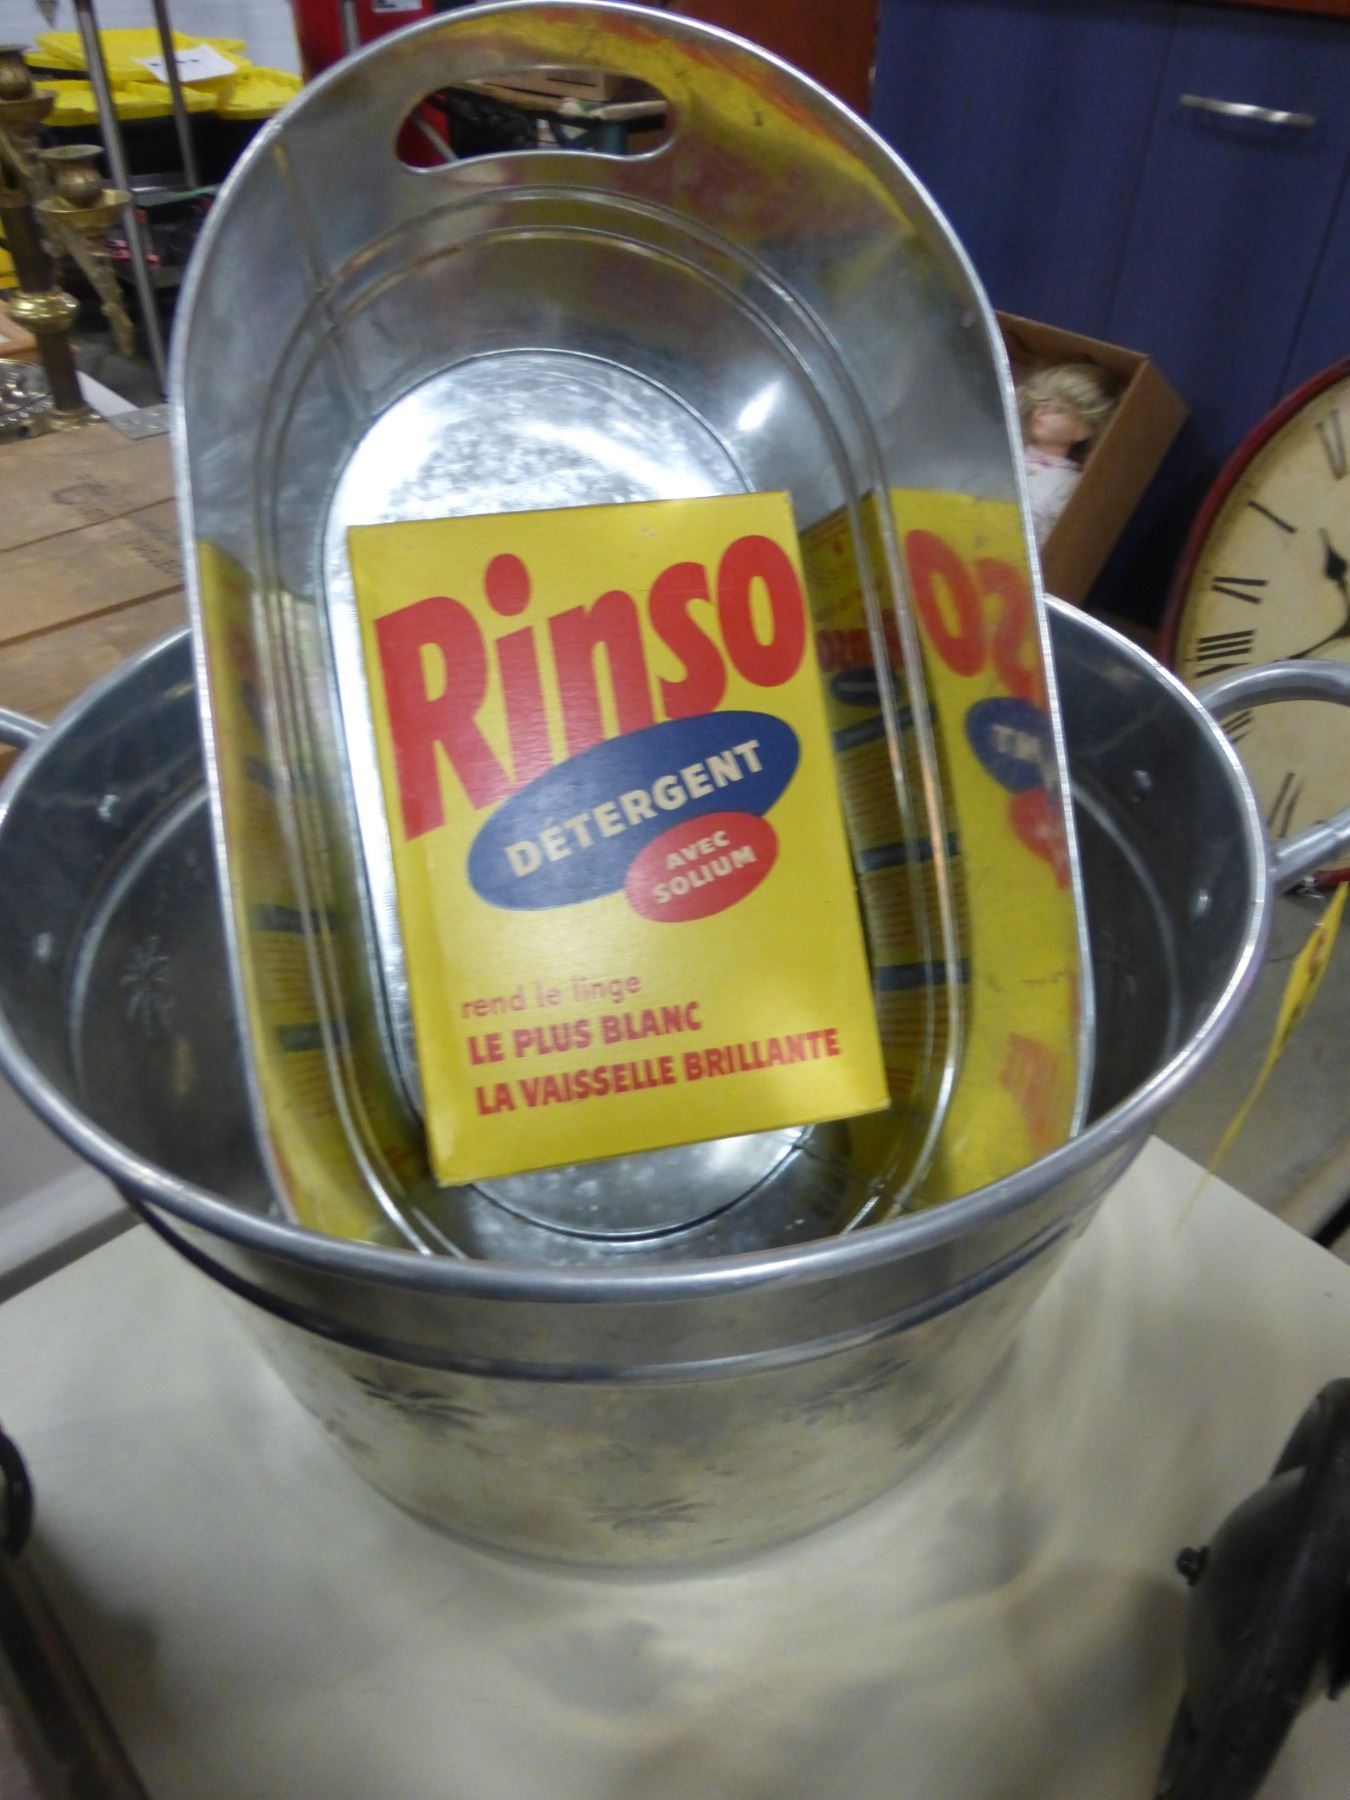 Rinso
DÉTERGENT
AVEC
SOLIUM
rend le linge
LE PLUS BLANC
LA VAISSELLE BRILLANTE